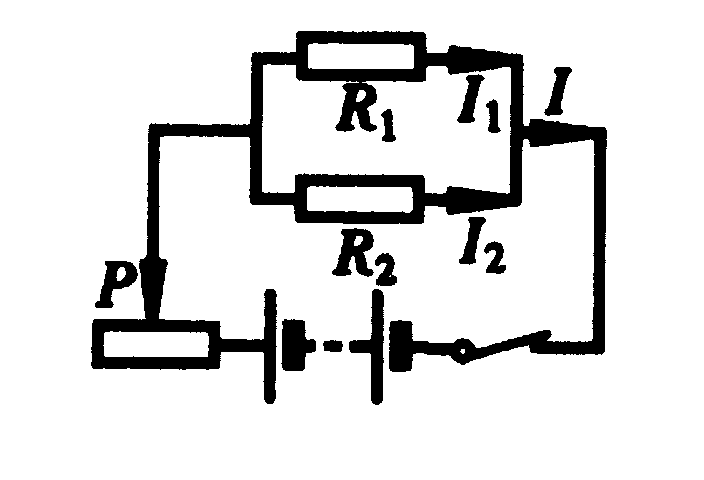 I
R₁ I₁
R₂ I₂
P